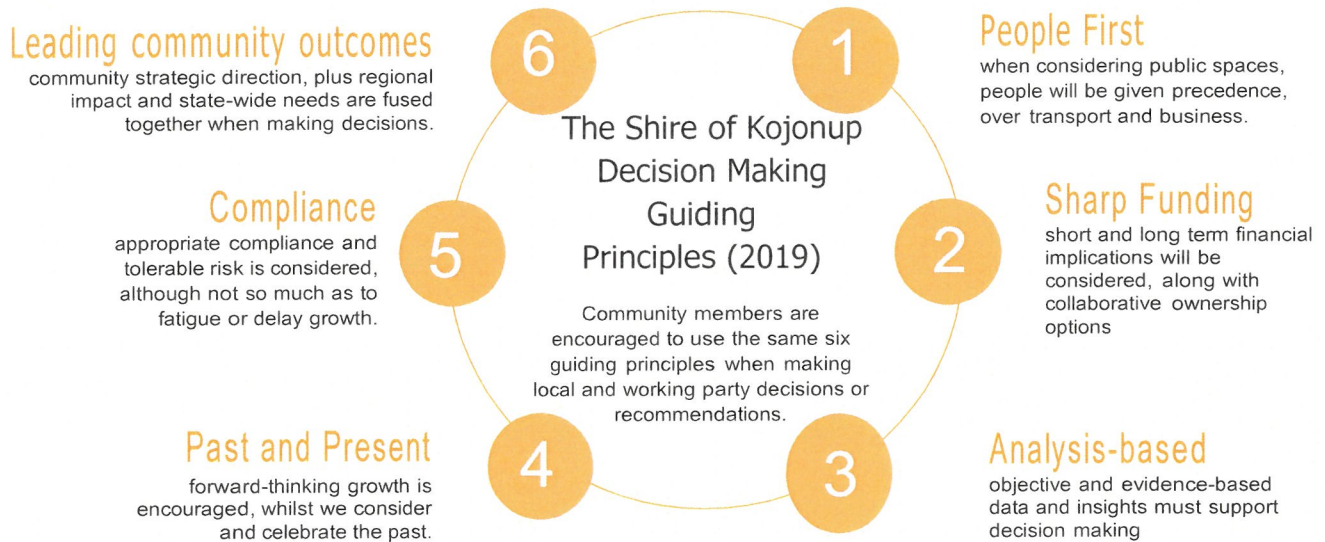 The Shire of Kojonup
Decision Making
Guiding
Principles (2019)
Community members are
encouraged to use the same six
guiding principles when making
local and working party decisions or
recommendations.
1
People First
when considering public spaces,
people will be given precedence,
over transport and business.
2
Sharp Funding
short and long term financial
implications will be
considered, along with
collaborative ownership
options
3
Analysis-based
objective and evidence-based
data and insights must support
decision making
4
Past and Present
forward-thinking growth is
encouraged, whilst we consider
and celebrate the past.
5
Compliance
appropriate compliance and
tolerable risk is considered,
although not so much as to
fatigue or delay growth.
6
Leading community outcomes
community strategic direction, plus regional
impact and state-wide needs are fused
together when making decisions.